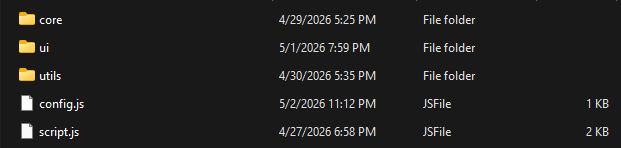 core 4/29/2026 5:25 PM File folder
ui 5/1/2026 7:59 PM File folder
utils 4/30/2026 5:35 PM File folder
config.js 5/2/2026 11:12 PM JSFile 1 KB
script.js 4/27/2026 6:58 PM JSFile 2 KB